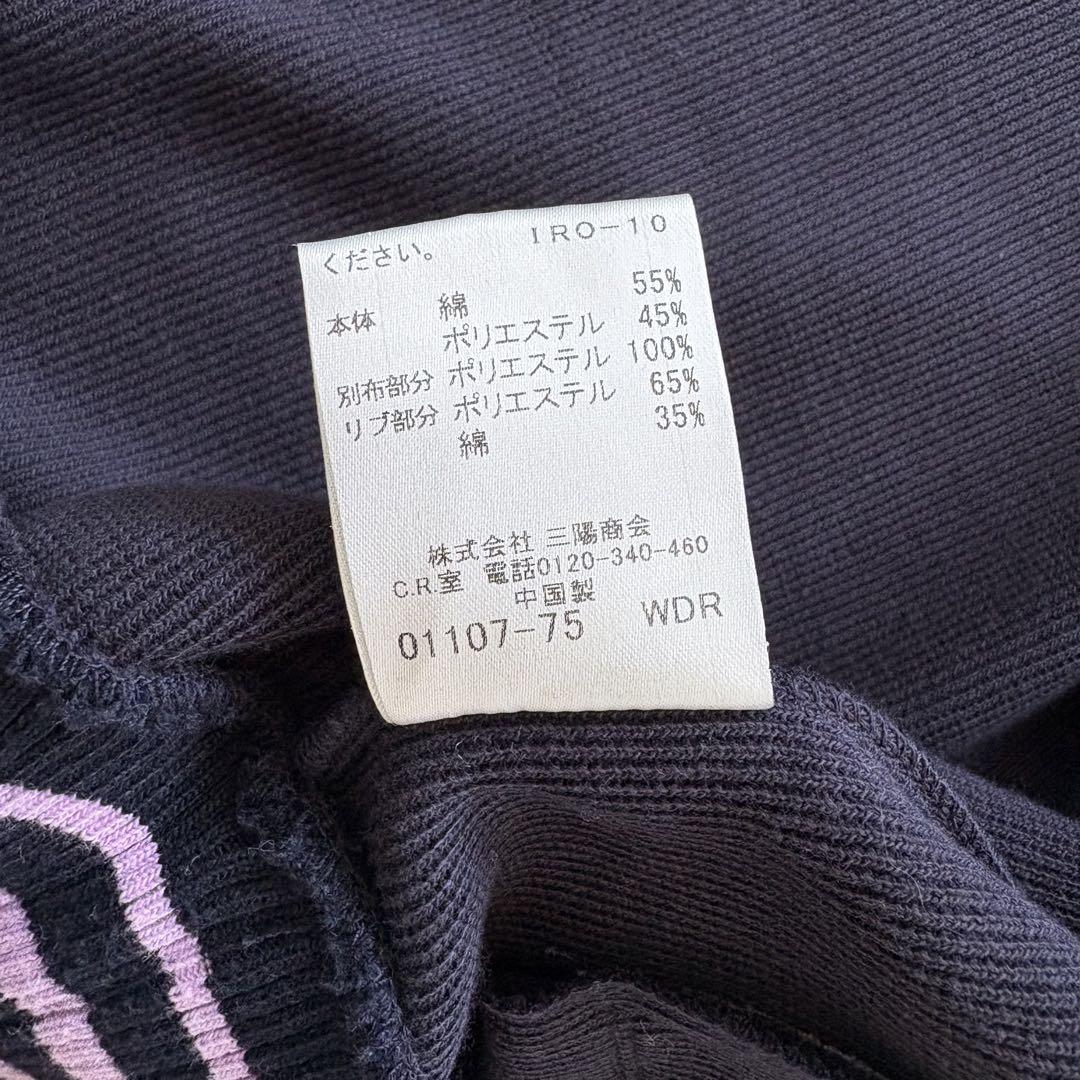 ください。 IRO-10
本体 綿 55%
ポリエステル 45%
別布部分 ポリエステル 100%
リブ部分 ポリエステル 65%
綿 35%
株式会社 三陽商会
C.R.室 電話0120-340-460
中国製
01107-75 WDR